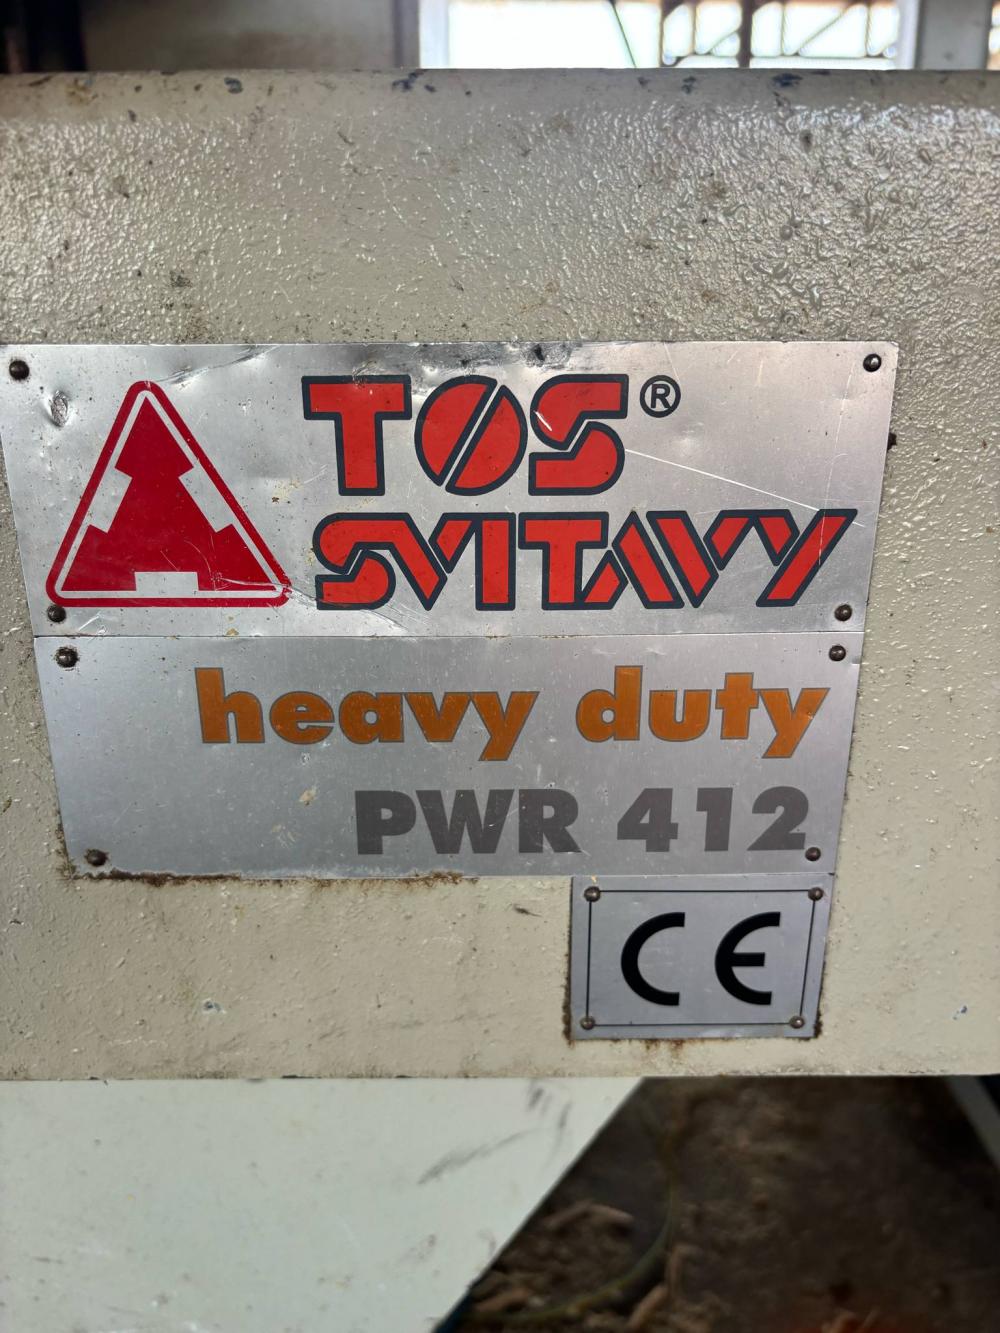 TOS®
SVITAVY
heavy duty
PWR 412
CE